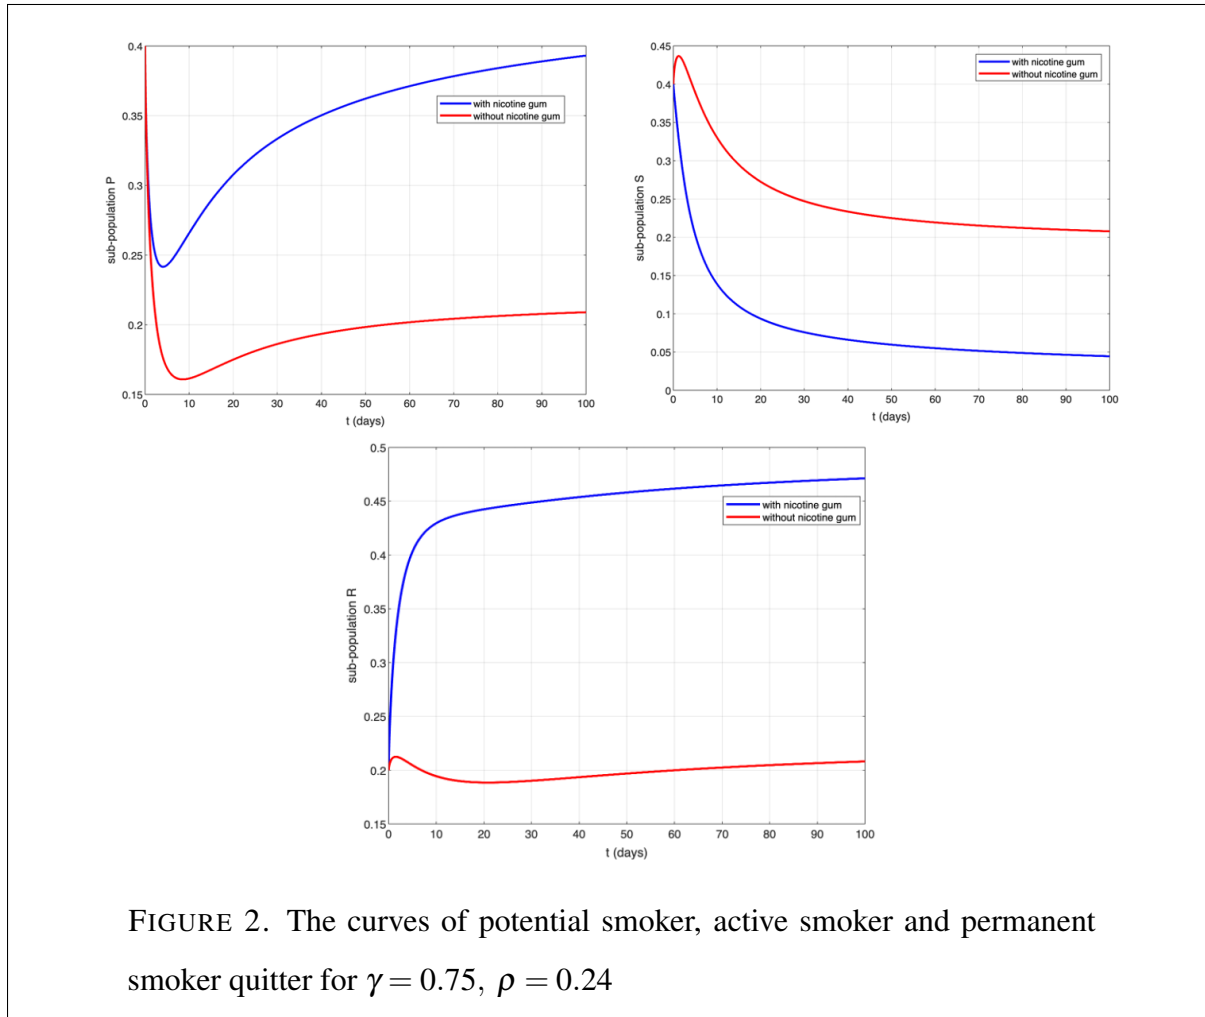 0.4
0.35
0.3
0.25
0.2
0.15
sub-population P
with nicotine gum
without nicotine gum
0 10 20 30 40 50 60 70 80 90 100
t (days)
0.45
0.4
0.35
0.3
0.25
0.2
0.15
0.1
0.05
0
sub-population S
with nicotine gum
without nicotine gum
0 10 20 30 40 50 60 70 80 90 100
t (days)
0.5
0.45
0.4
0.35
0.3
0.25
0.2
0.15
sub-population R
with nicotine gum
without nicotine gum
0 10 20 30 40 50 60 70 80 90 100
t (days)
FIGURE 2. The curves of potential smoker, active smoker and permanent
smoker quitter for γ = 0.75, ρ = 0.24